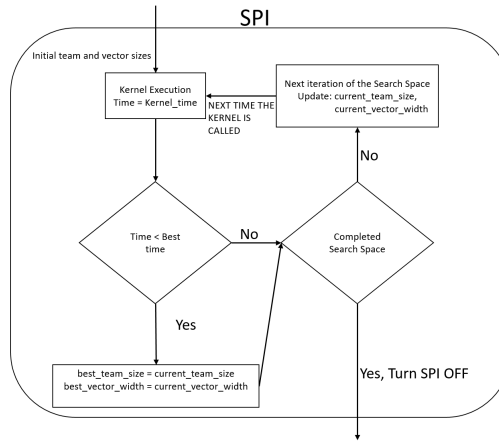 SPI
Initial team and vector sizes
Kernel Execution
Time = Kernel_time
NEXT TIME THE
KERNEL IS
CALLED
Next iteration of the Search Space
Update: current_team_size,
current_vector_width
No
Time < Best
time
No
Completed
Search Space
Yes
best_team_size = current_team_size
best_vector_width = current_vector_width
Yes, Turn SPI OFF